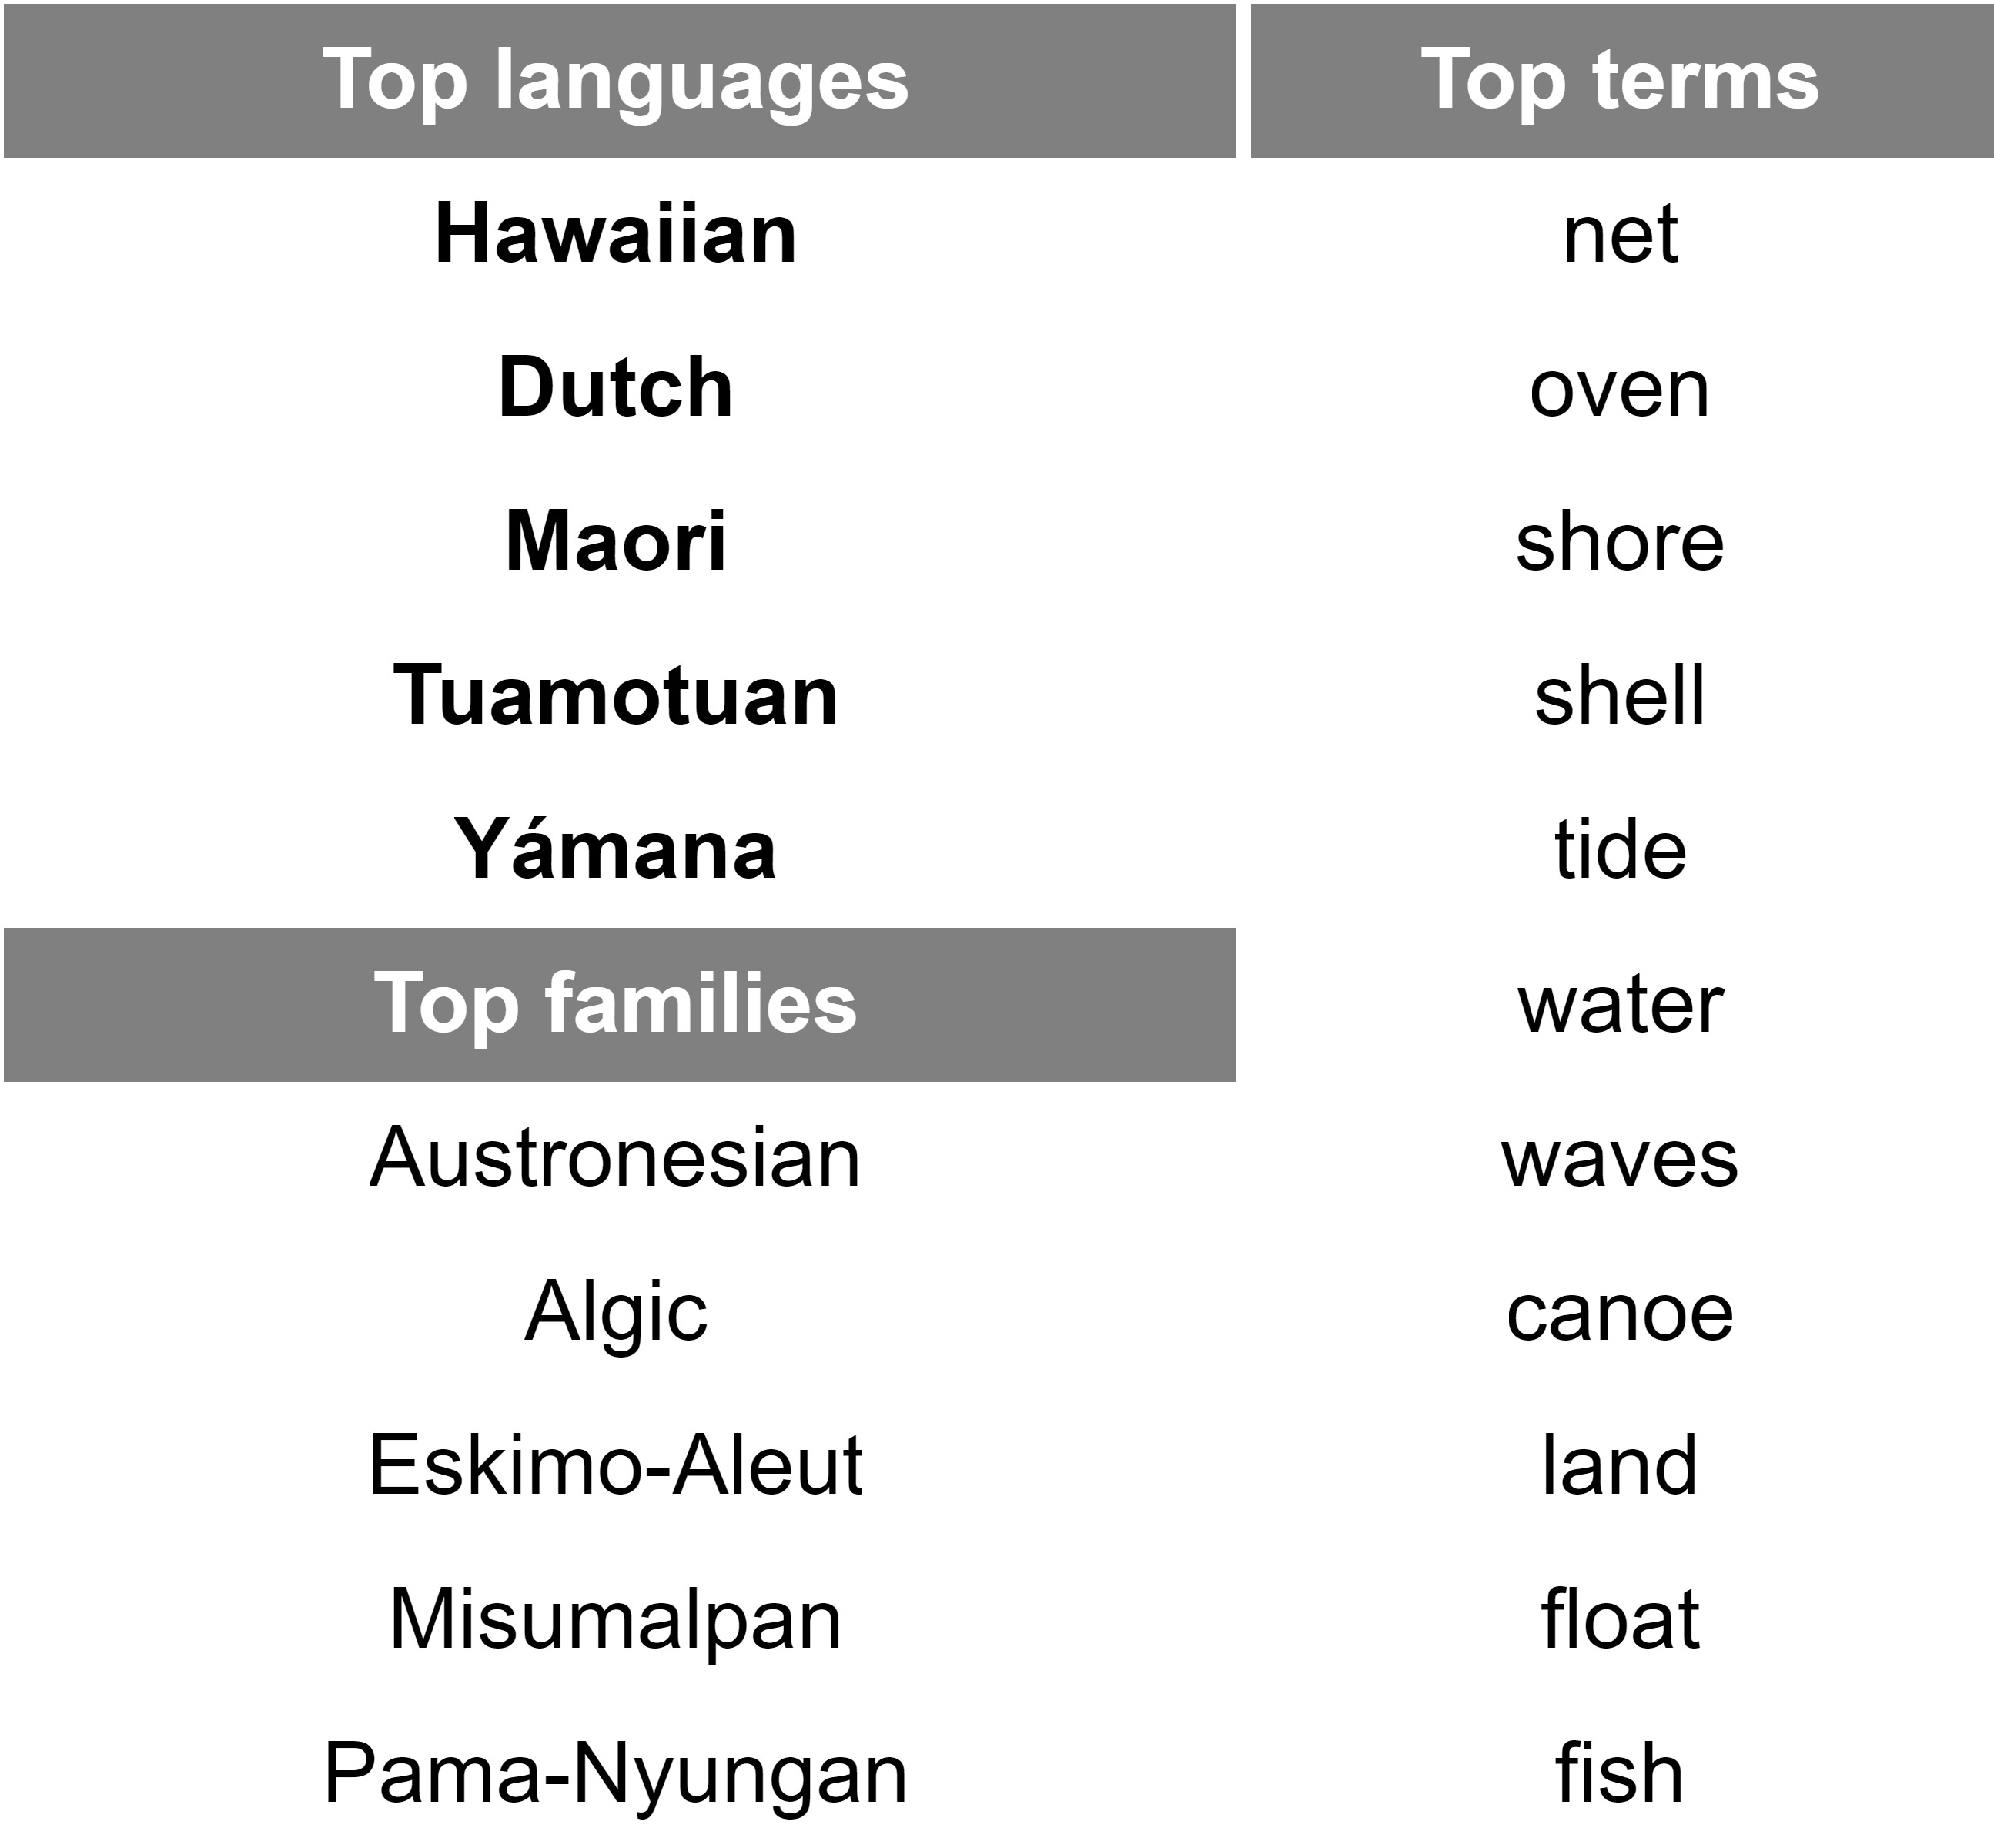 Top languages
Hawaiian
Dutch
Maori
Tuamotuan
Yámana
Top families
Austronesian
Algic
Eskimo-Aleut
Misumalpan
Pama-Nyungan
Top terms
net
oven
shore
shell
tide
water
waves
canoe
land
float
fish